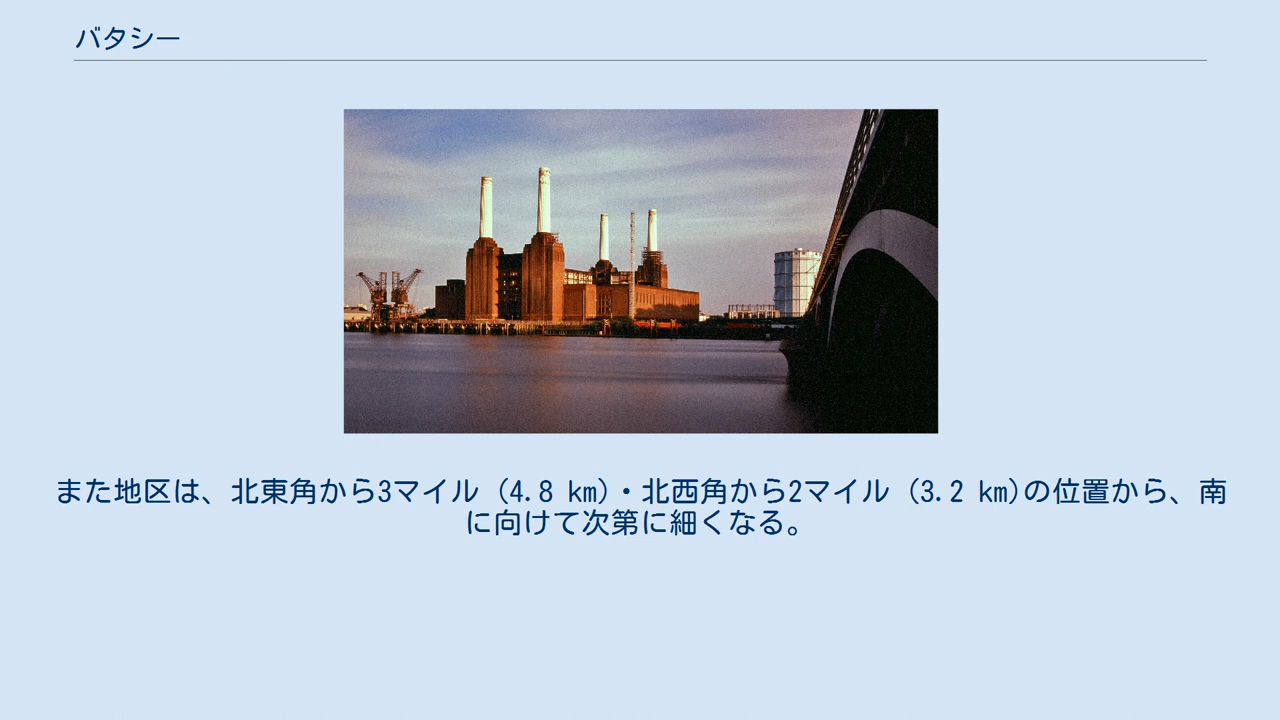 バタシー
また地区は、北東角から3マイル (4.8 km)・北西角から2マイル (3.2 km)の位置から、南
に向けて次第に細くなる。